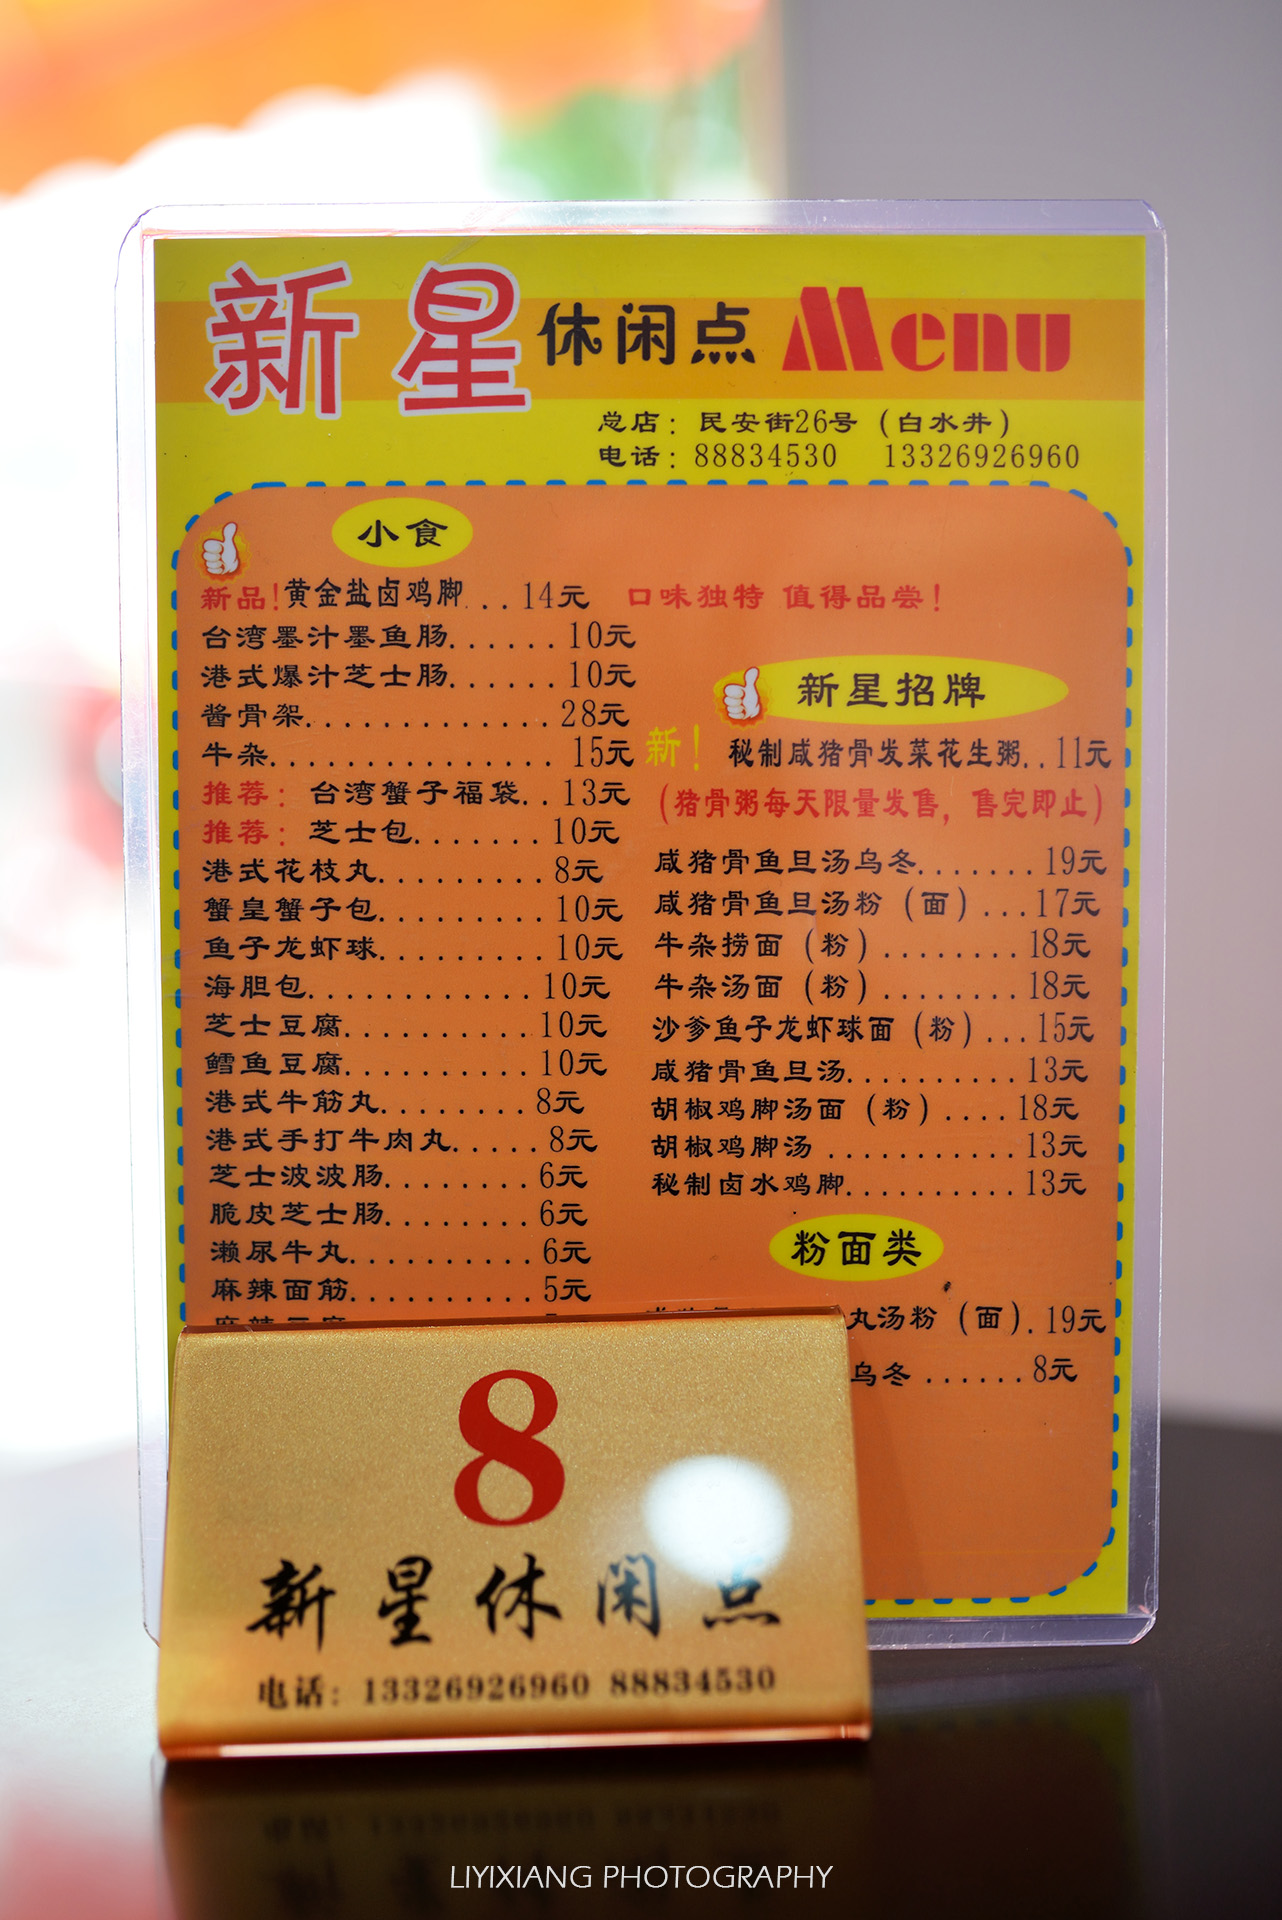 新星休闲点 Menu
总店：民安街26号（白水井）
电话：88834530 13326926960
小食
新品！黄金盐卤鸡脚...14元 口味独特 值得品尝！
台湾墨汁墨鱼肠......10元
港式爆汁芝士肠......10元
酱骨架..............28元
牛杂...............15元
推荐：台湾蟹子福袋..13元
推荐：芝士包.......10元
港式花枝丸.........8元
蟹皇蟹子包.........10元
鱼子龙虾球.........10元
海胆包............10元
芝士豆腐..........10元
鳕鱼豆腐..........10元
港式牛筋丸........8元
港式手打牛肉丸.....8元
芝士波波肠........6元
脆皮芝士肠........6元
濑尿牛丸..........6元
麻辣面筋..........5元
新星招牌
新！ 秘制咸猪骨发菜花生粥..11元
（猪骨粥每天限量发售，售完即止）
咸猪骨鱼旦汤乌冬.......19元
咸猪骨鱼旦汤粉（面）...17元
牛杂捞面（粉）........18元
牛杂汤面（粉）........18元
沙爹鱼子龙虾球面（粉）...15元
咸猪骨鱼旦汤..........13元
胡椒鸡脚汤面（粉）....18元
胡椒鸡脚汤...........13元
秘制卤水鸡脚..........13元
粉面类
丸汤粉（面）.19元
乌冬......8元
8
新星休闲点
电话：13326926960 88834530
LIYIXIANG PHOTOGRAPHY